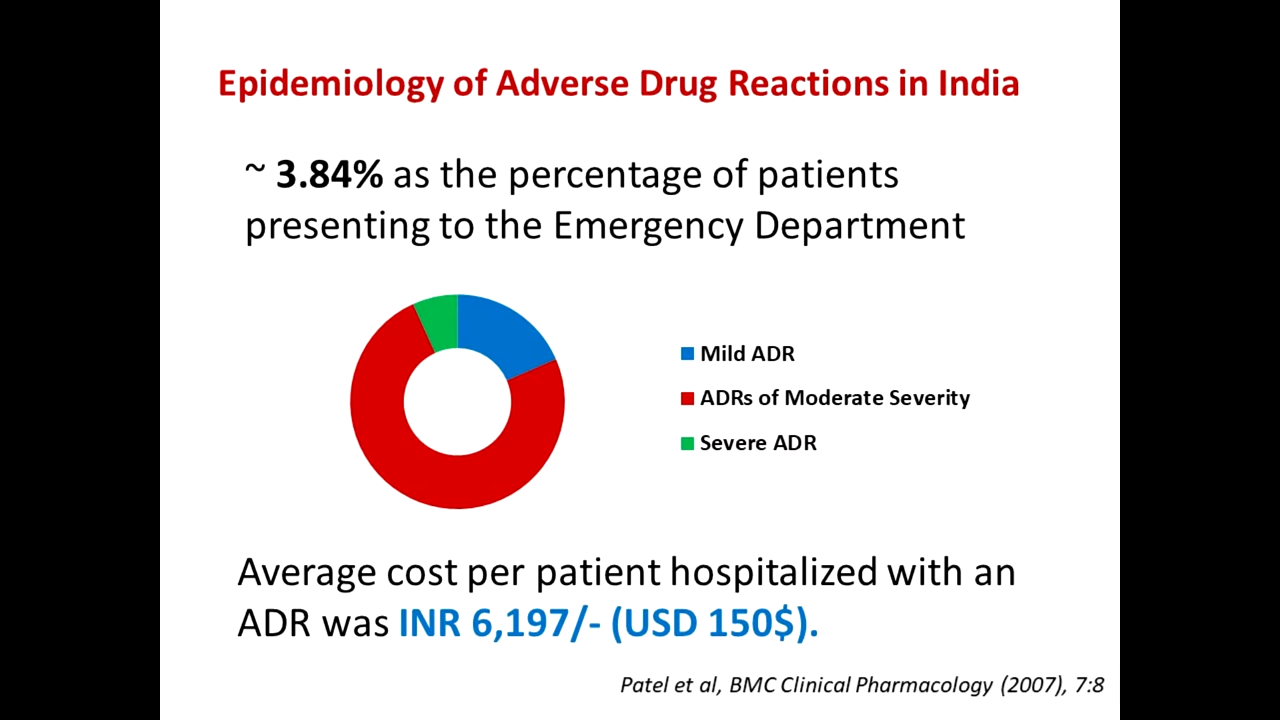 Epidemiology of Adverse Drug Reactions in India
~ 3.84% as the percentage of patients
presenting to the Emergency Department
Mild ADR
ADRs of Moderate Severity
Severe ADR
Average cost per patient hospitalized with an
ADR was INR 6,197/- (USD 150$).
Patel et al, BMC Clinical Pharmacology (2007), 7:8